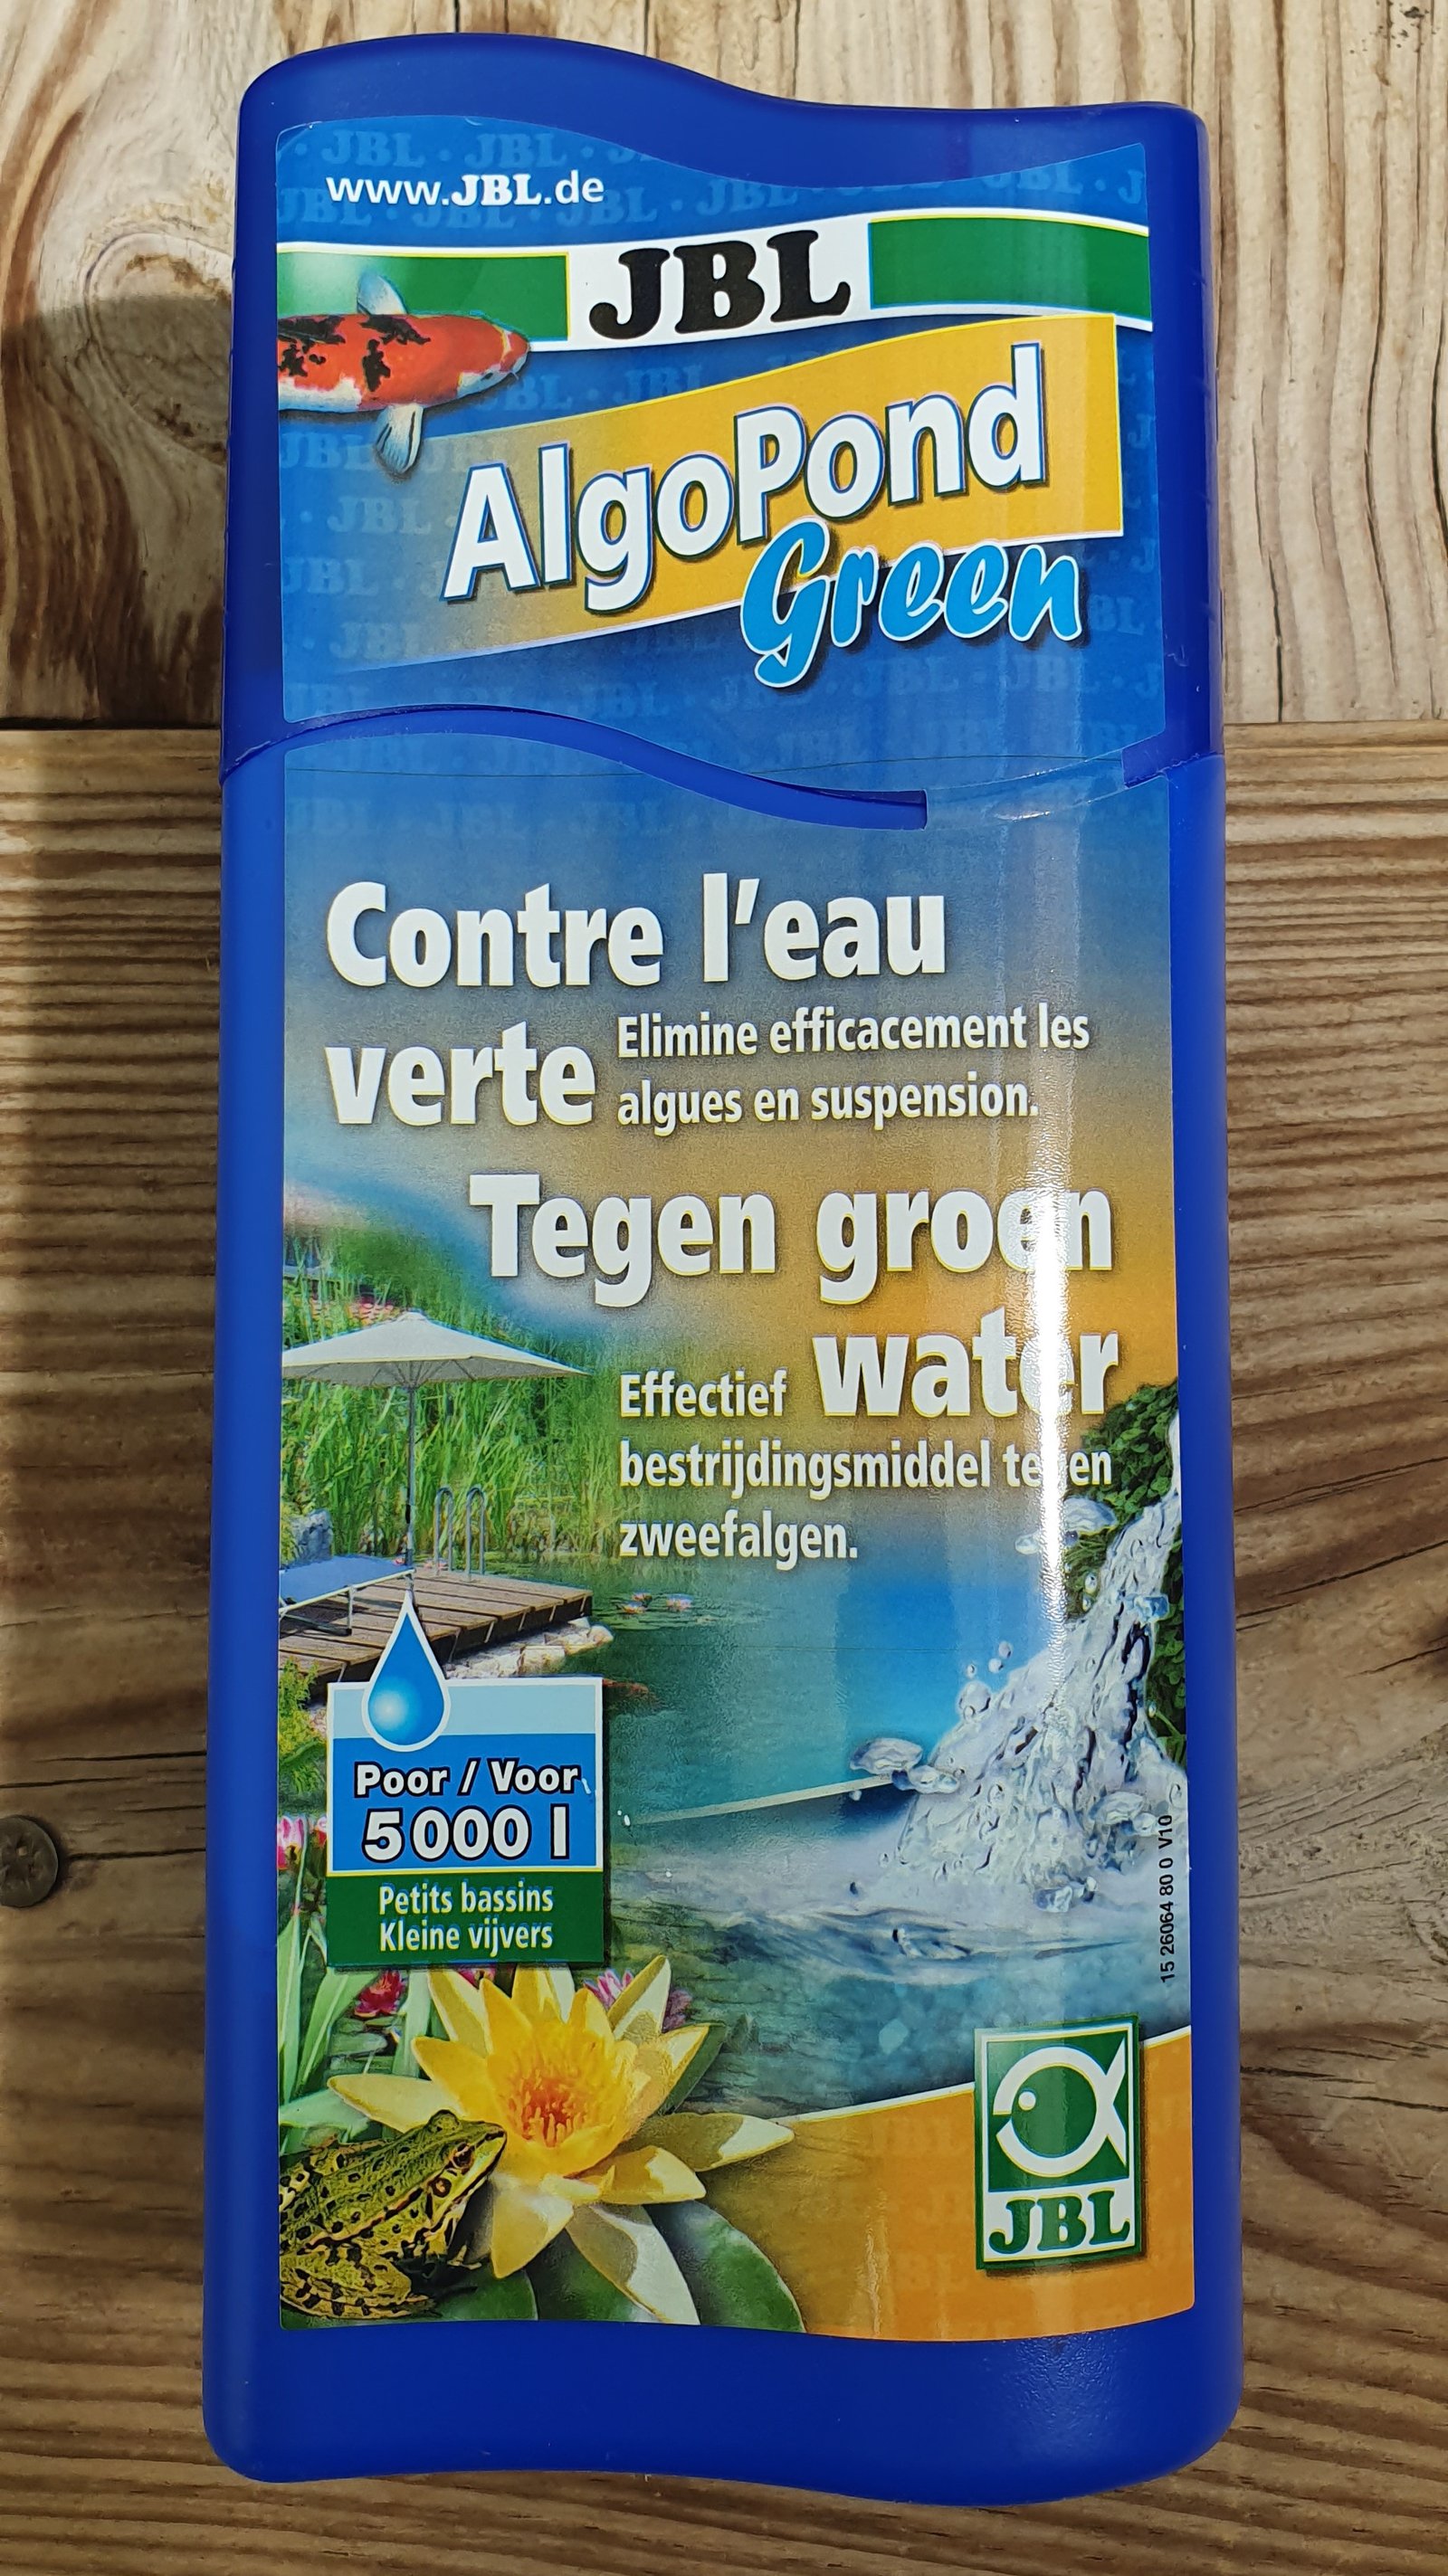 www.JBL.de
JBL
AlgoPond
Green
Contre l'eau
verte
Elimine efficacement les
algues en suspension.
Tegen groen
water
Effectief
bestrijdingsmiddel tegen
zweefalgen.
Poor / Voor
5000 l
Petits bassins
Kleine vijvers
15 26064 80 0 V10
JBL